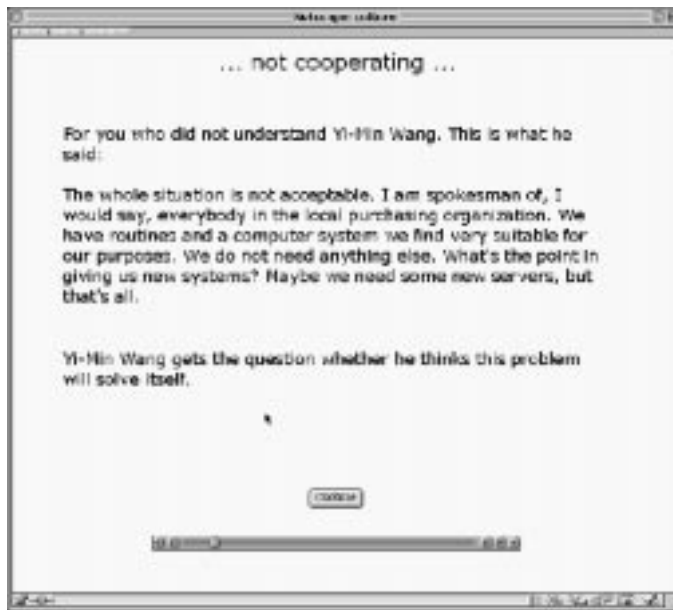 ... not cooperating ...
For you who did not understand Yi-Min Wang. This is what he
said:
The whole situation is not acceptable. I am spokesman of, I
would say, everybody in the local purchasing organization. We
have routines and a computer system we find very suitable for
our purposes. We do not need anything else. What's the point in
giving us new systems? Maybe we need some new servers, but
that's all.
Yi-Min Wang gets the question whether he thinks this problem
will solve itself.
continue